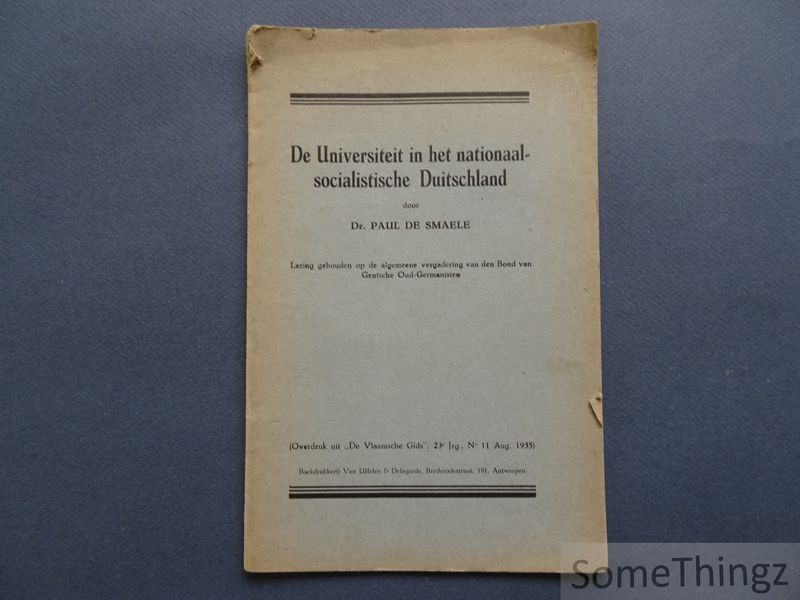 De Universiteit in het nationaal-
socialistische Duitschland
door
Dr. PAUL DE SMAELE
Lezing gehouden op de algemeene vergadering van den Bond van
Gentsche Oud-Germanisten
(Overdruk uit „De Vlaamsche Gids", 23e Jrg., Nr 11 Aug. 1935)
Boekdrukkerij Van Uffelen & Delagarde, Brederodestraat, 191, Antwerpen
SomeThingz